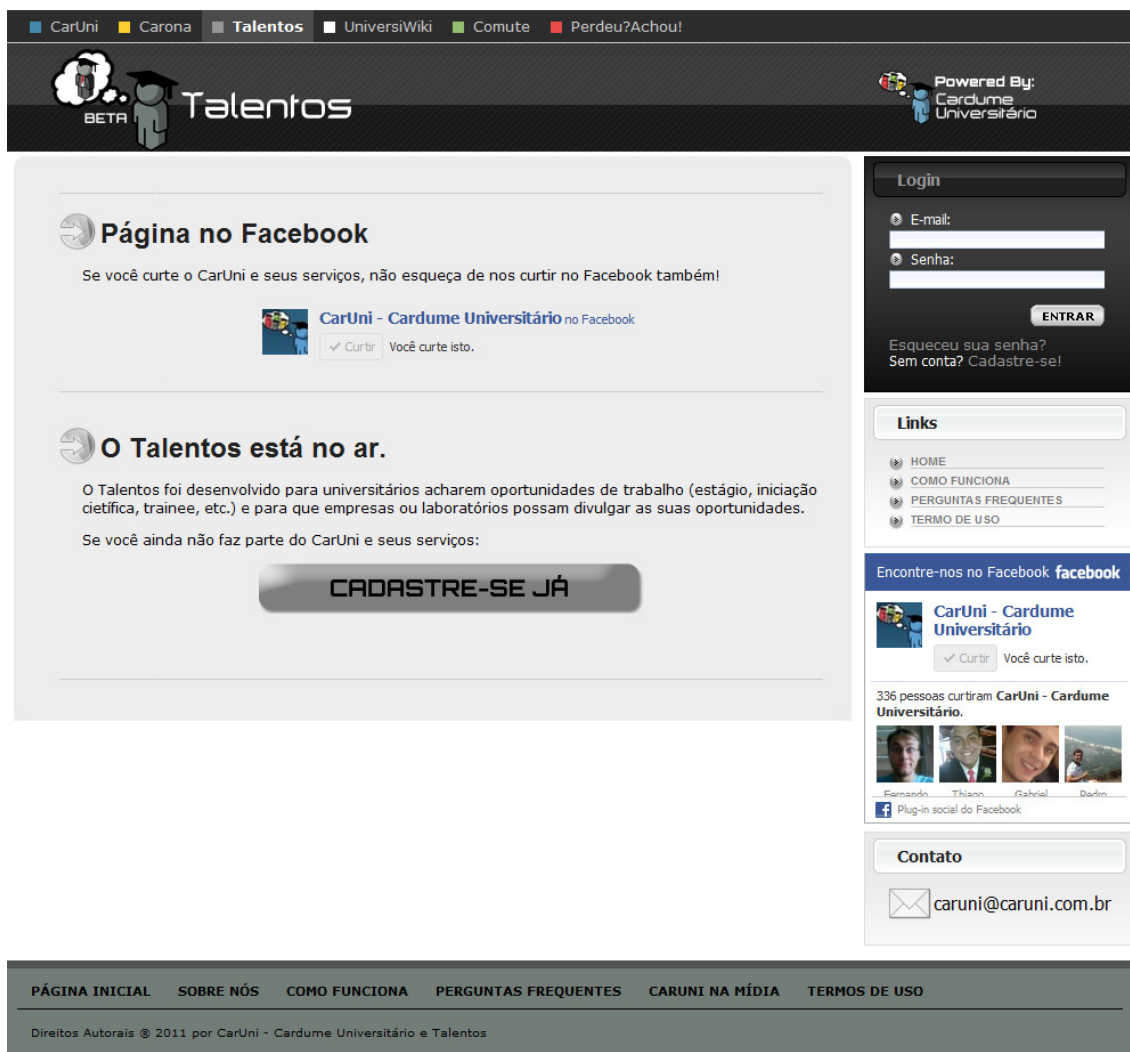 CarUni Carona Talentos UniversiWiki Comute Perdeu?Achou!
BETA
Talentos
Powered By:
Cardume
Universitário
Página no Facebook
Se você curte o CarUni e seus serviços, não esqueça de nos curtir no Facebook também!
CarUni - Cardume Universitário no Facebook
Curtir Você curte isto.
O Talentos está no ar.
O Talentos foi desenvolvido para universitários acharem oportunidades de trabalho (estágio, iniciação
cietífica, trainee, etc.) e para que empresas ou laboratórios possam divulgar as suas oportunidades.
Se você ainda não faz parte do CarUni e seus serviços:
CADASTRE-SE JÁ
Login
E-mail:
Senha:
ENTRAR
Esqueceu sua senha?
Sem conta? Cadastre-se!
Links
HOME
COMO FUNCIONA
PERGUNTAS FREQUENTES
TERMO DE USO
Encontre-nos no Facebook facebook
CarUni - Cardume
Universitário
Curtir Você curte isto.
336 pessoas curtiram CarUni - Cardume
Universitário.
Fernando Thiago Gabriel Pedro
Plug-in social do Facebook
Contato
caruni@caruni.com.br
PÁGINA INICIAL SOBRE NÓS COMO FUNCIONA PERGUNTAS FREQUENTES CARUNI NA MÍDIA TERMOS DE USO
Direitos Autorais ® 2011 por CarUni - Cardume Universitário e Talentos